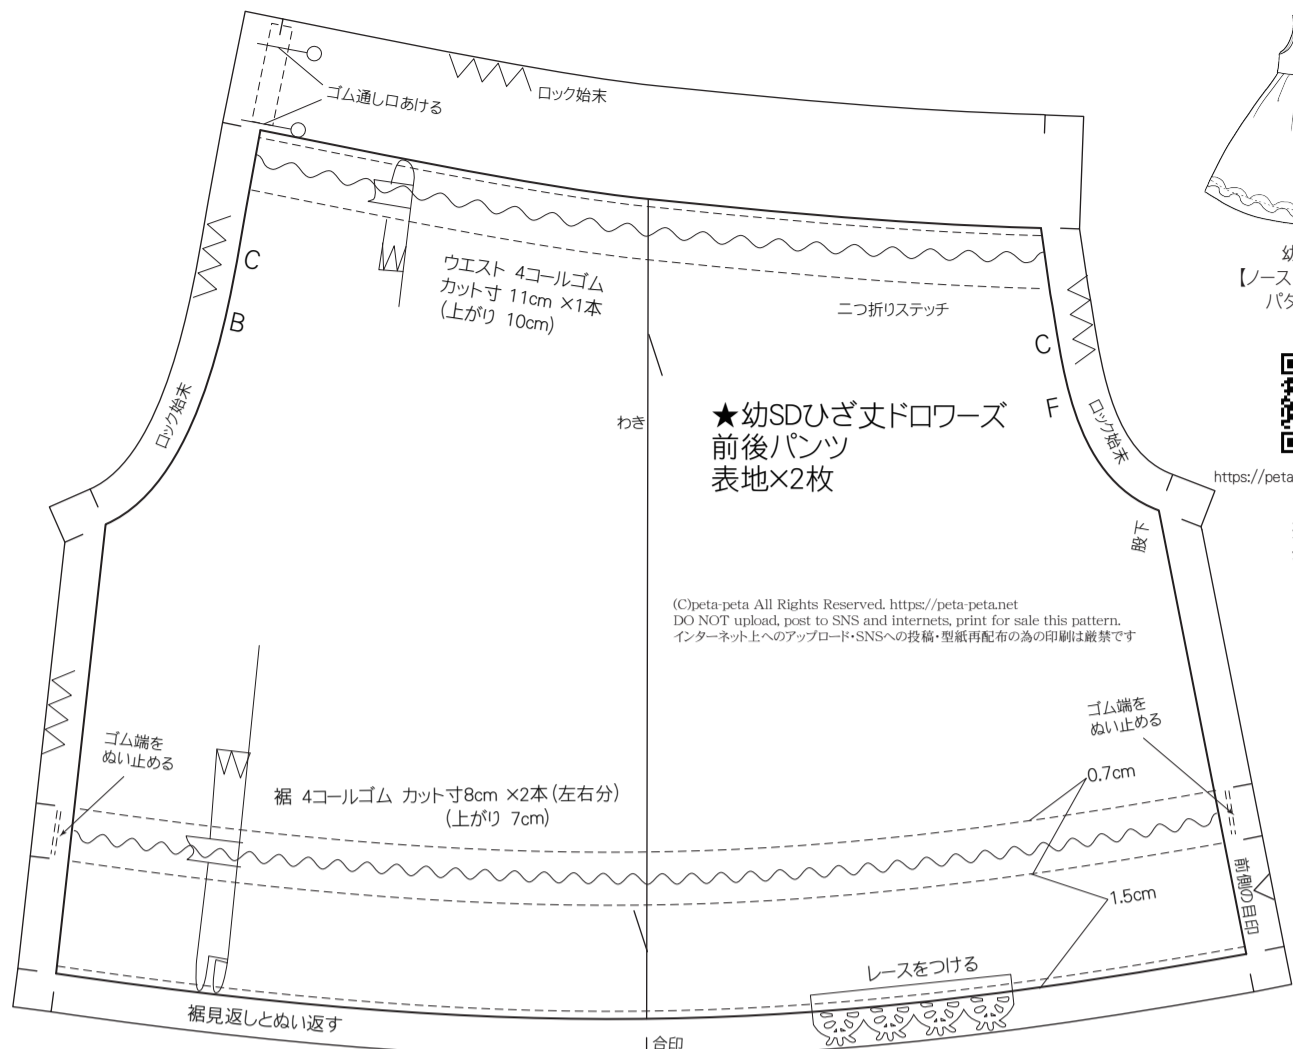 ロック始末
ゴム通し口あける
C
B
ロック始末
ウエスト 4コールゴム
カット寸 11cm ×1本
(上がり 10cm)
二つ折りステッチ
わき
C
F
ロック始末
★幼SDひざ丈ドロワーズ
前後パンツ
表地×2枚
股下
(C)peta-peta All Rights Reserved. https://peta-peta.net
DO NOT upload, post to SNS and internets, print for sale this pattern.
インターネット上へのアップロード・SNSへの投稿・型紙再配布の為の印刷は厳禁です
ゴム端を
ぬい止める
裾 4コールゴム カット寸8cm ×2本(左右分)
(上がり 7cm)
ゴム端を
ぬい止める
0.7cm
1.5cm
前側の目印
レースをつける
裾見返しとぬい返す
合印
【ノース
パタ
https://peta